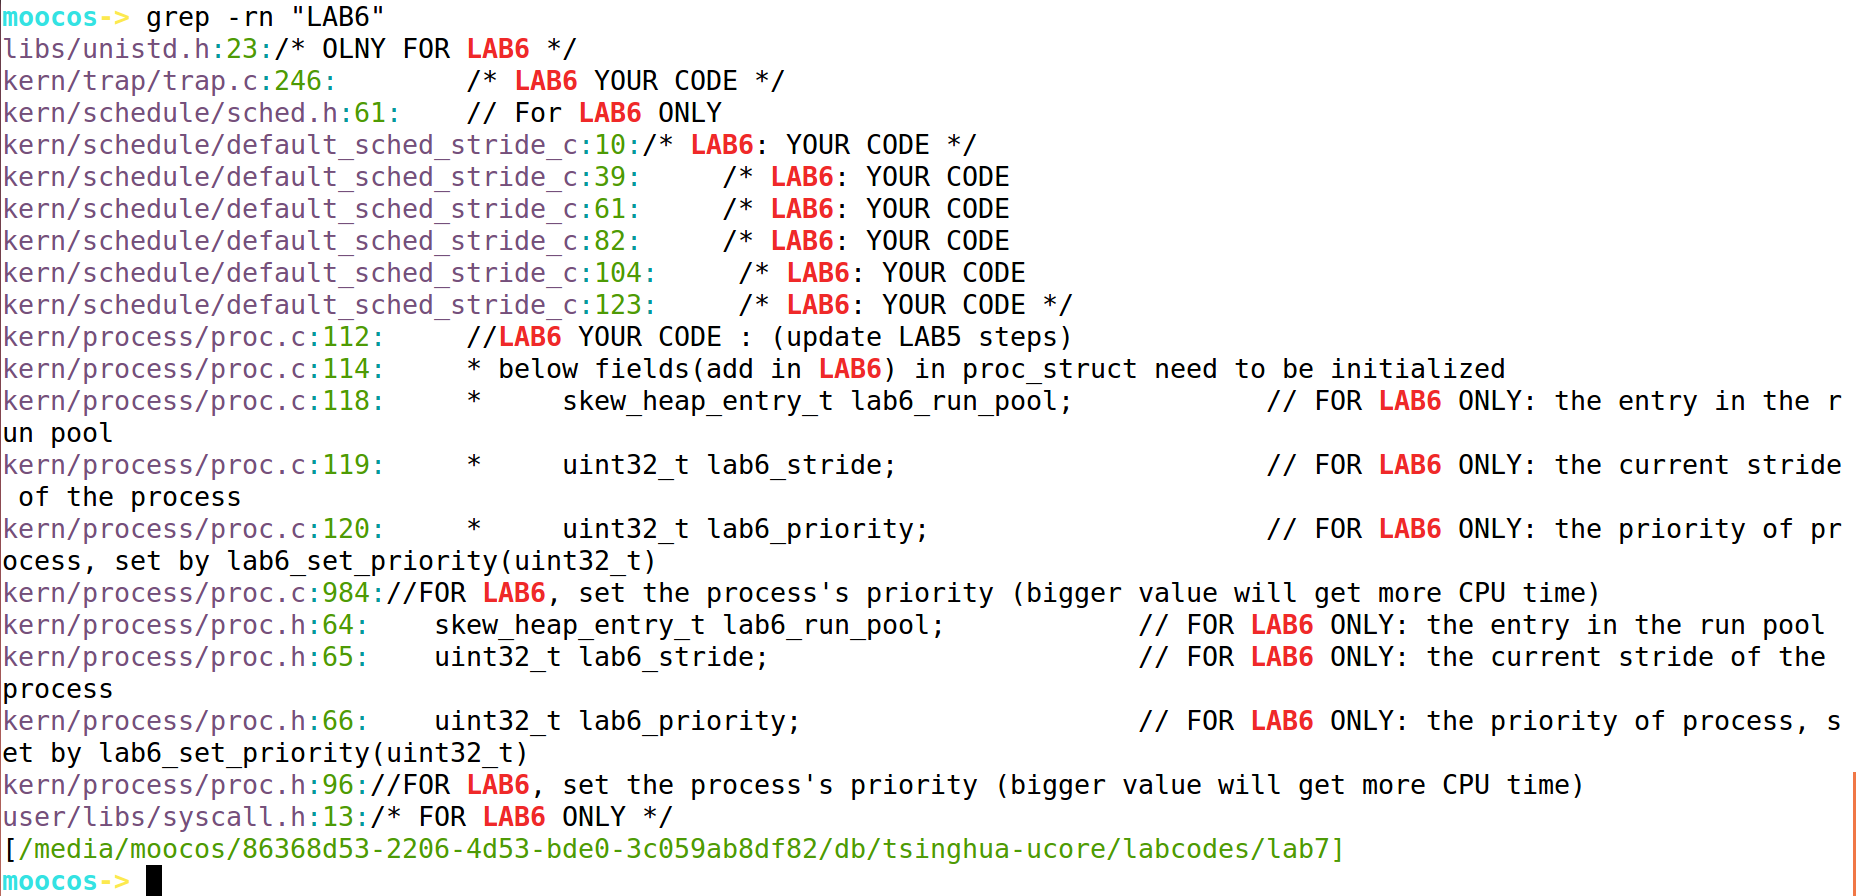 moocos-> grep -rn "LAB6"
libs/unistd.h:23:/* OLNY FOR LAB6 */
kern/trap/trap.c:246:        /* LAB6 YOUR CODE */
kern/schedule/sched.h:61:    // For LAB6 ONLY
kern/schedule/default_sched_stride_c:10:/* LAB6: YOUR CODE */
kern/schedule/default_sched_stride_c:39:     /* LAB6: YOUR CODE
kern/schedule/default_sched_stride_c:61:     /* LAB6: YOUR CODE
kern/schedule/default_sched_stride_c:82:     /* LAB6: YOUR CODE
kern/schedule/default_sched_stride_c:104:     /* LAB6: YOUR CODE
kern/schedule/default_sched_stride_c:123:     /* LAB6: YOUR CODE */
kern/process/proc.c:112:     //LAB6 YOUR CODE : (update LAB5 steps)
kern/process/proc.c:114:     * below fields(add in LAB6) in proc_struct need to be initialized
kern/process/proc.c:118:     *     skew_heap_entry_t lab6_run_pool;            // FOR LAB6 ONLY: the entry in the r
un pool
kern/process/proc.c:119:     *     uint32_t lab6_stride;                       // FOR LAB6 ONLY: the current stride
 of the process
kern/process/proc.c:120:     *     uint32_t lab6_priority;                     // FOR LAB6 ONLY: the priority of pr
ocess, set by lab6_set_priority(uint32_t)
kern/process/proc.c:984://FOR LAB6, set the process's priority (bigger value will get more CPU time)
kern/process/proc.h:64:    skew_heap_entry_t lab6_run_pool;            // FOR LAB6 ONLY: the entry in the run pool
kern/process/proc.h:65:    uint32_t lab6_stride;                       // FOR LAB6 ONLY: the current stride of the
process
kern/process/proc.h:66:    uint32_t lab6_priority;                     // FOR LAB6 ONLY: the priority of process, s
et by lab6_set_priority(uint32_t)
kern/process/proc.h:96://FOR LAB6, set the process's priority (bigger value will get more CPU time)
user/libs/syscall.h:13:/* FOR LAB6 ONLY */
[/media/moocos/86368d53-2206-4d53-bde0-3c059ab8df82/db/tsinghua-ucore/labcodes/lab7]
moocos->